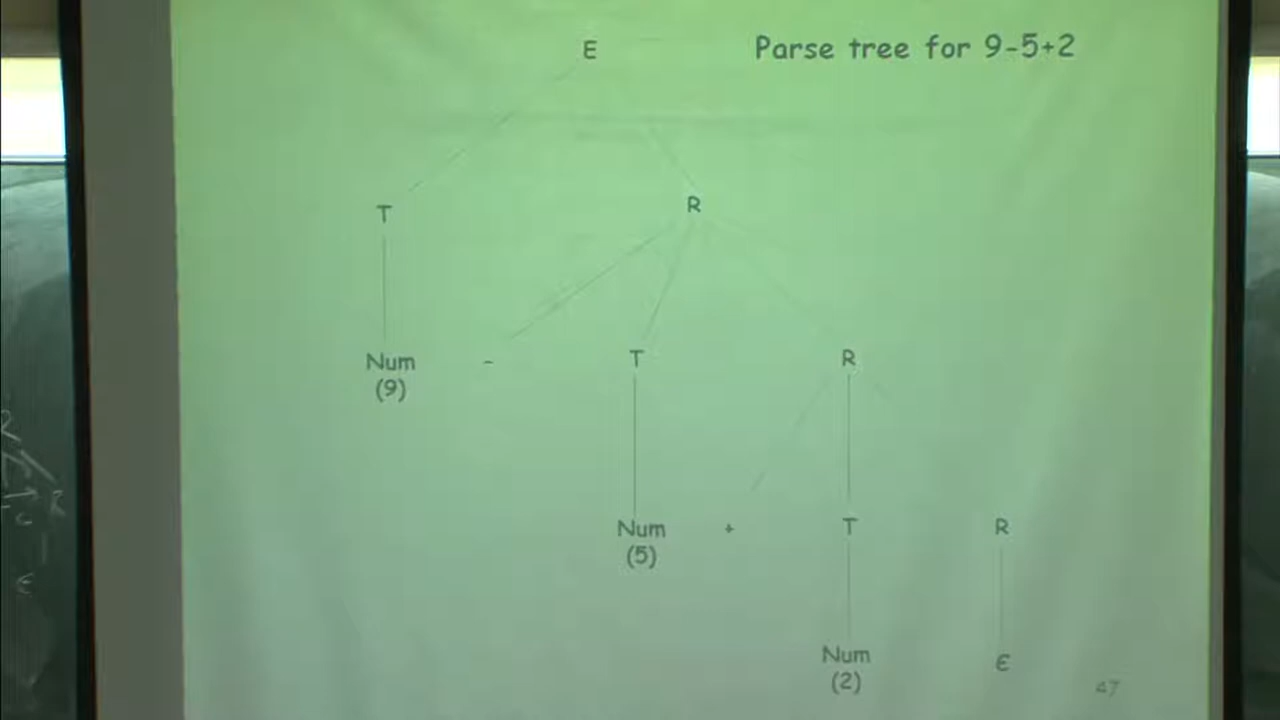 E
Parse tree for 9-5+2
T
R
Num
(9)
-
T
R
Num
(5)
+
T
R
Num
(2)
ε
47